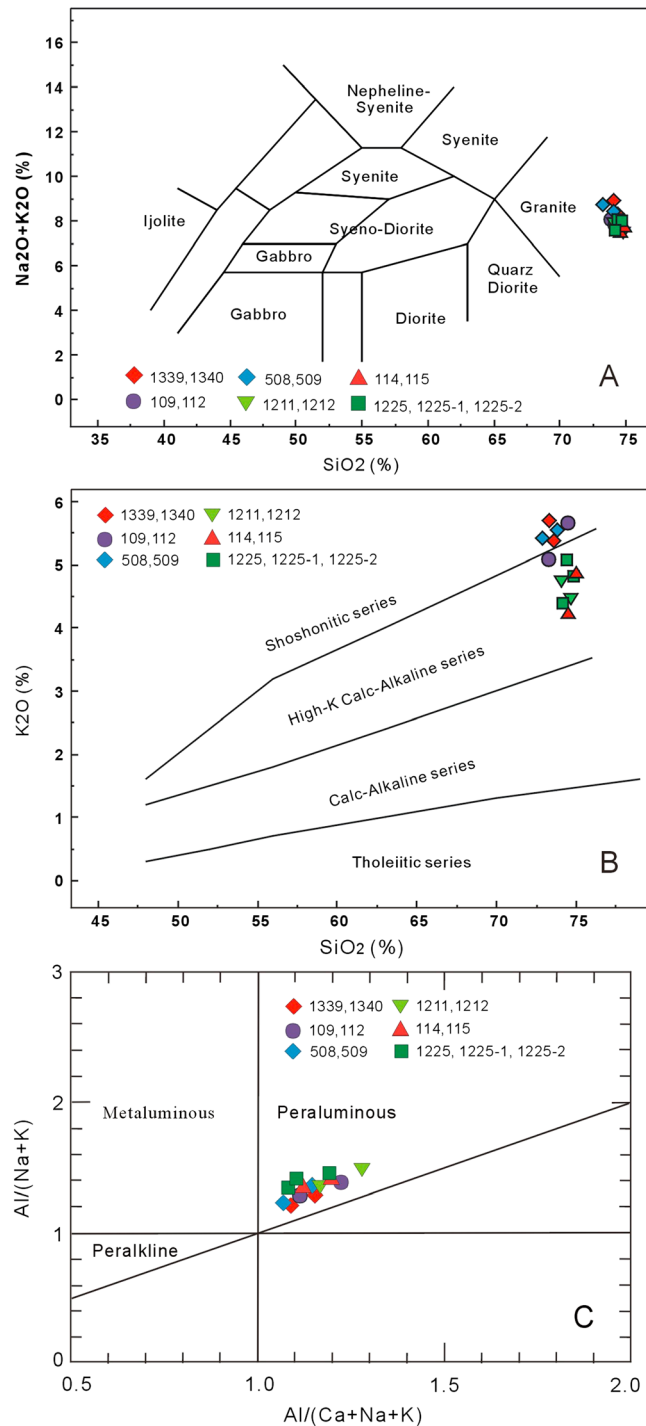 A
16
14
12
10
8
6
4
2
0
Na2O+K2O (%)
Nepheline-
Syenite
Syenite
Syenite
Ijolite
Syeno-Diorite
Granite
Gabbro
Quarz
Diorite
Gabbro
Diorite
1339,1340
508,509
114,115
109,112
1211,1212
1225, 1225-1, 1225-2
35
40
45
50
55
60
65
70
75
SiO2 (%)
B
6
5
4
3
2
1
0
K2O (%)
1339,1340
1211,1212
109,112
114,115
508,509
1225, 1225-1, 1225-2
Shoshonitic series
High-K Calc-Alkaline series
Calc-Alkaline series
Tholeiitic series
45
50
55
60
65
70
75
SiO2 (%)
3
2
1
0
Al/(Na+K)
1339,1340
1211,1212
109,112
114,115
508,509
1225, 1225-1, 1225-2
Metaluminous
Peraluminous
Peralkline
C
0.5
1.0
1.5
2.0
Al/(Ca+Na+K)